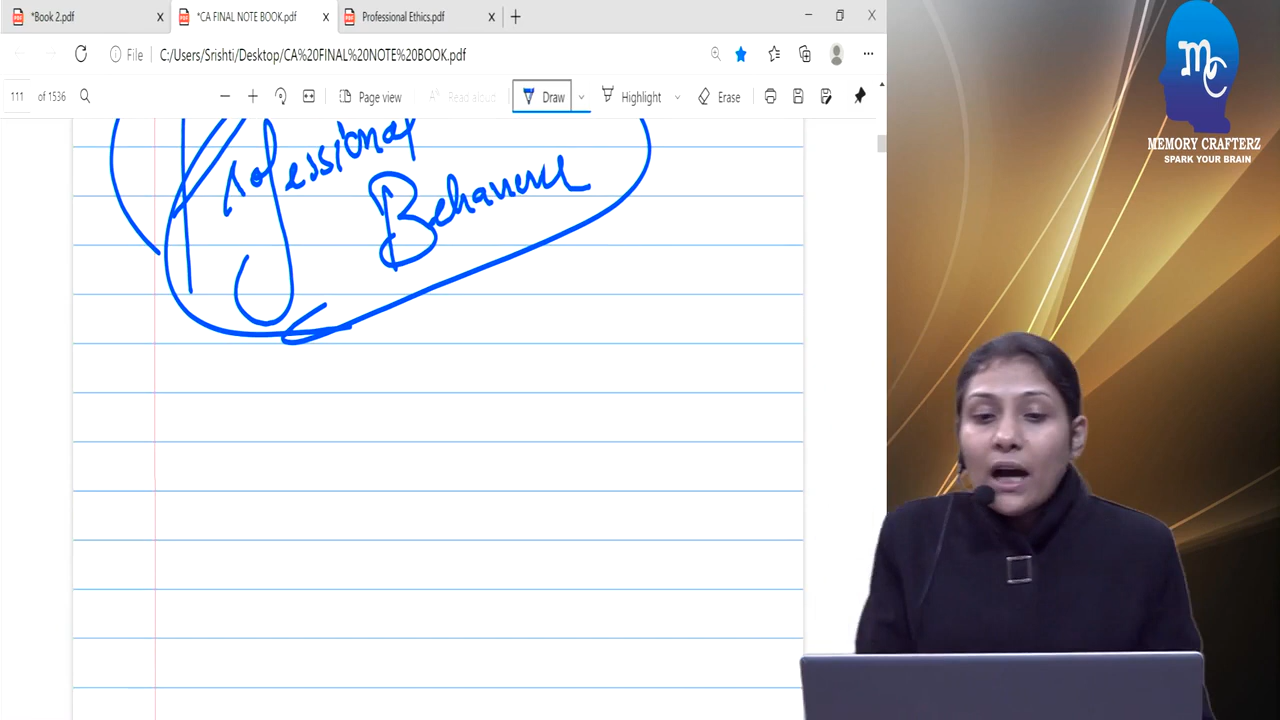 *Book 2.pdf
*CA FINAL NOTE BOOK.pdf
Professional Ethics.pdf
File
C:/Users/Srishti/Desktop/CA%20FINAL%20NOTE%20BOOK.pdf
111 of 1536
Page view
Read aloud
Draw
Highlight
Erase
Professional
Behaviour
MC
MEMORY CRAFTERZ
SPARK YOUR BRAIN